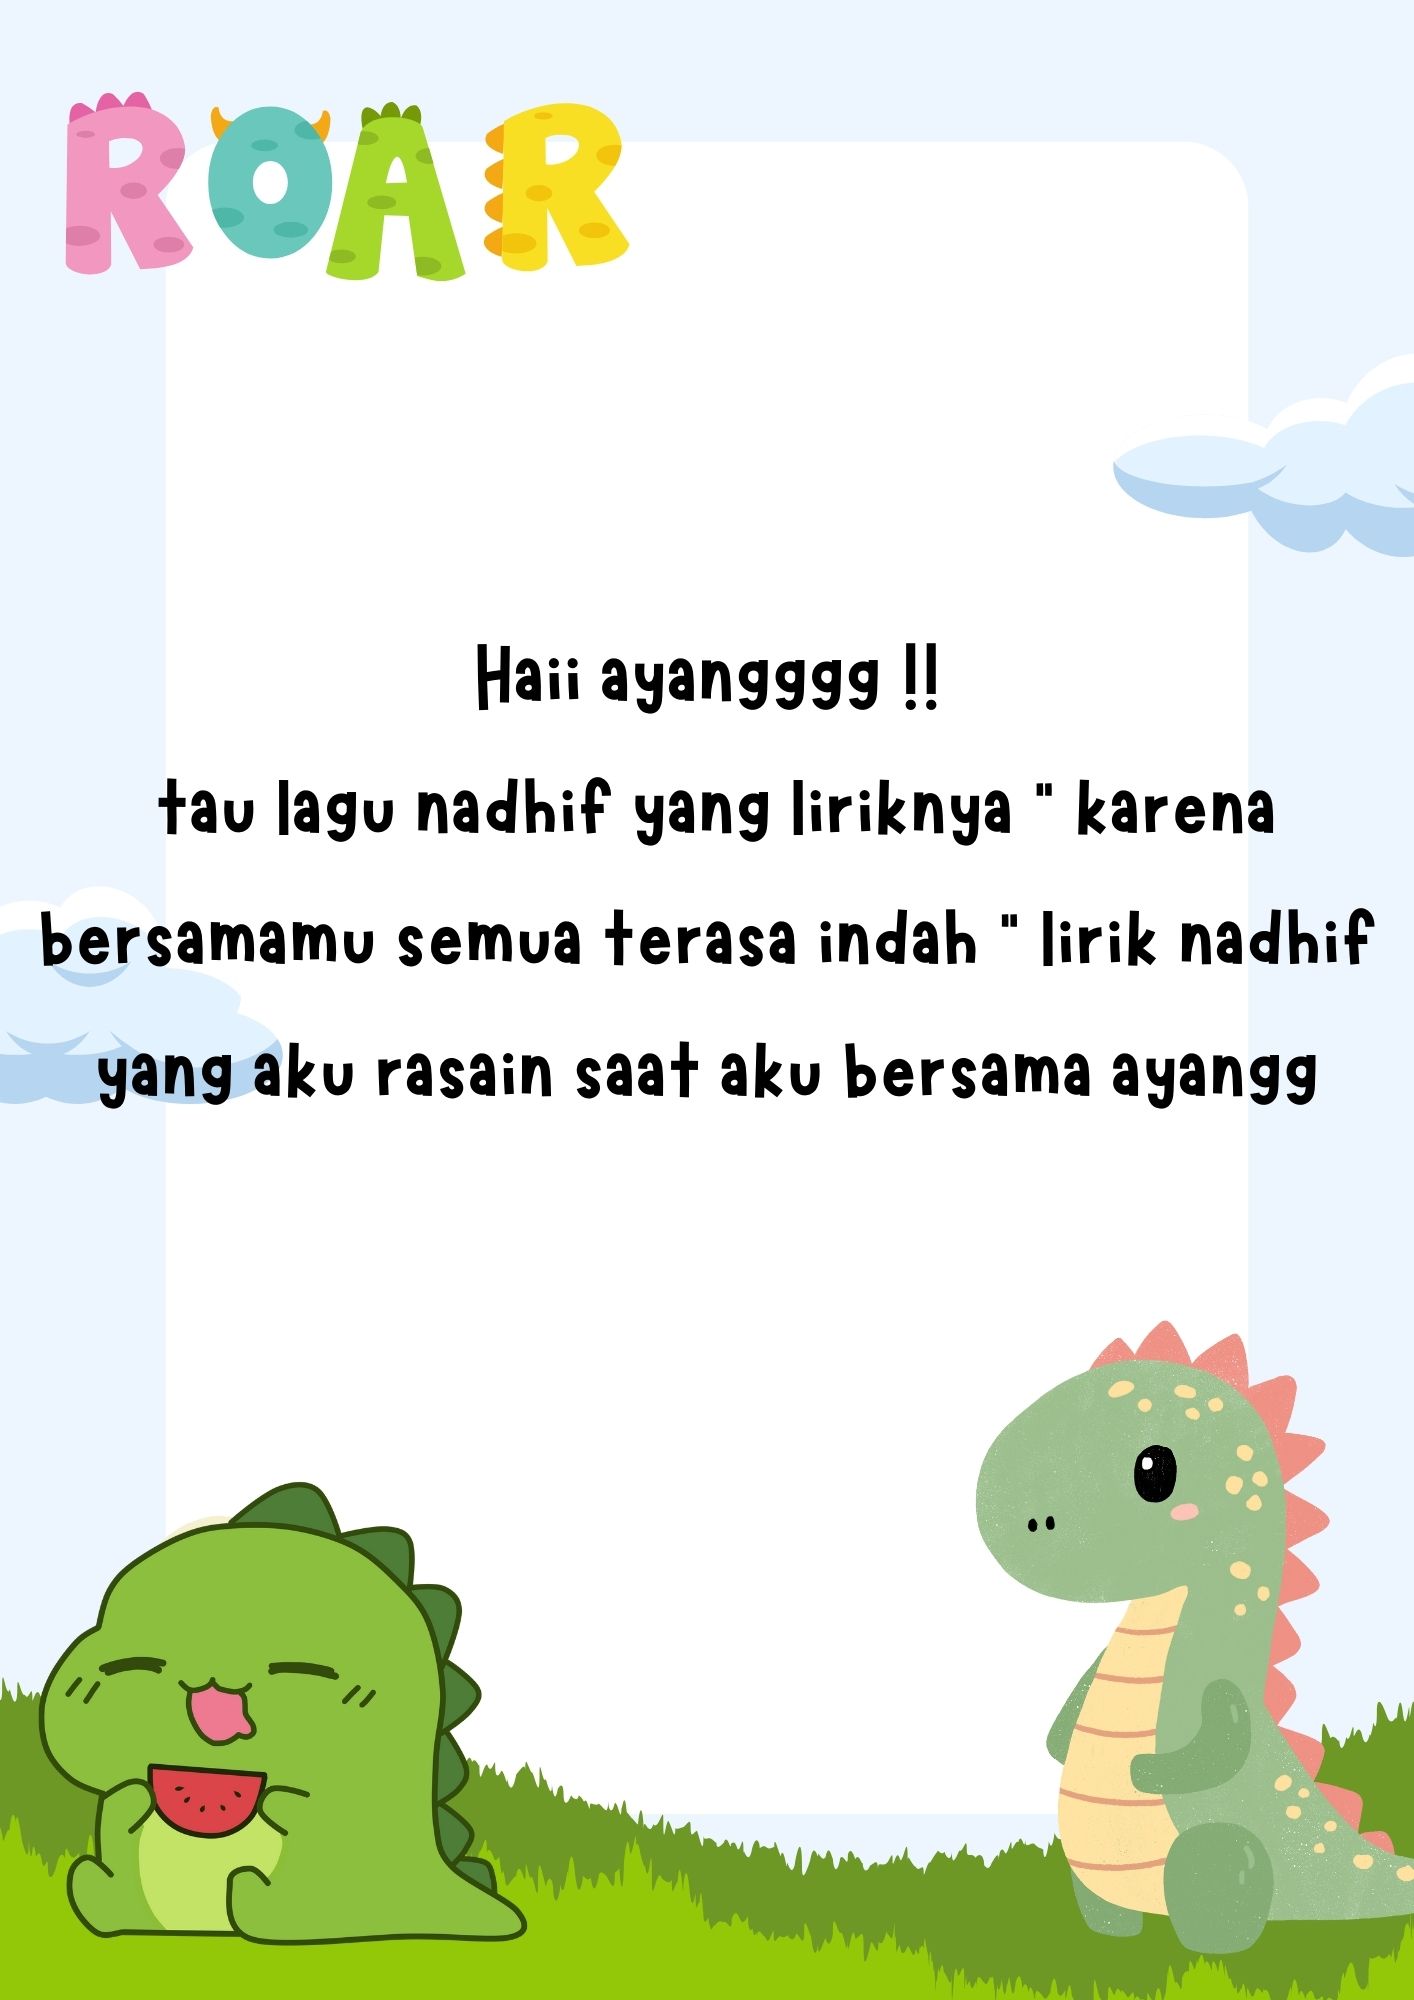 ROAR
Haii ayangggg !!
tau lagu nadhif yang liriknya " karena
bersamamu semua terasa indah " lirik nadhif
yang aku rasain saat aku bersama ayangg